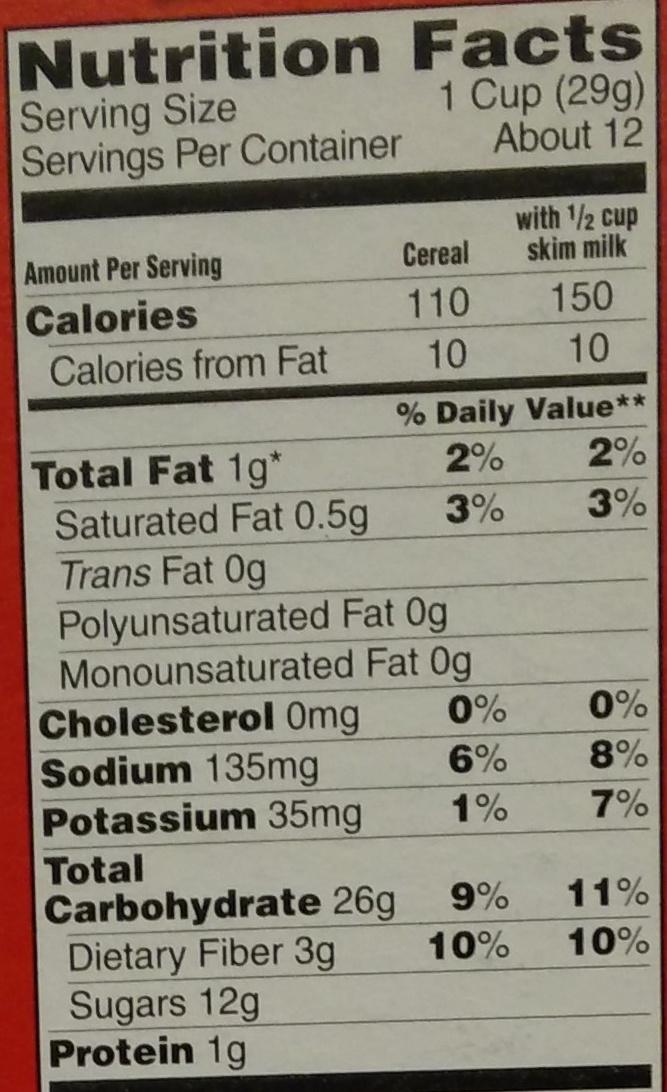 Nutrition Facts
Serving Size 1 Cup (29g)
Servings Per Container About 12
Amount Per Serving Cereal with 1/2 cup skim milk
Calories 110 150
Calories from Fat 10 10
% Daily Value**
Total Fat 1g* 2% 2%
Saturated Fat 0.5g 3% 3%
Trans Fat 0g
Polyunsaturated Fat 0g
Monounsaturated Fat 0g
Cholesterol 0mg 0% 0%
Sodium 135mg 6% 8%
Potassium 35mg 1% 7%
Total
Carbohydrate 26g 9% 11%
Dietary Fiber 3g 10% 10%
Sugars 12g
Protein 1g